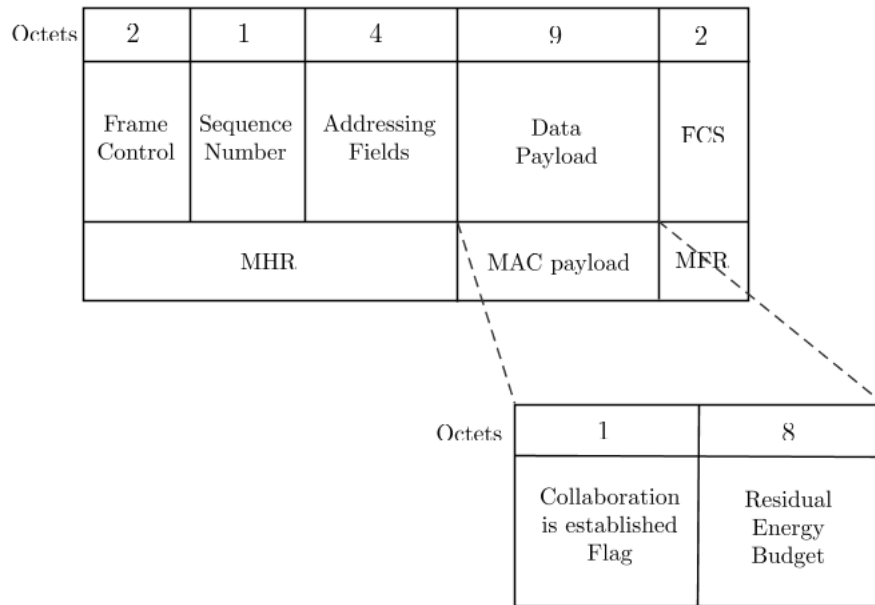 Octets 2 1 4 9 2
Frame Control
Sequence Number
Addressing Fields
Data Payload
FCS
MHR
MAC payload
MFR
Octets 1 8
Collaboration is established Flag
Residual Energy Budget